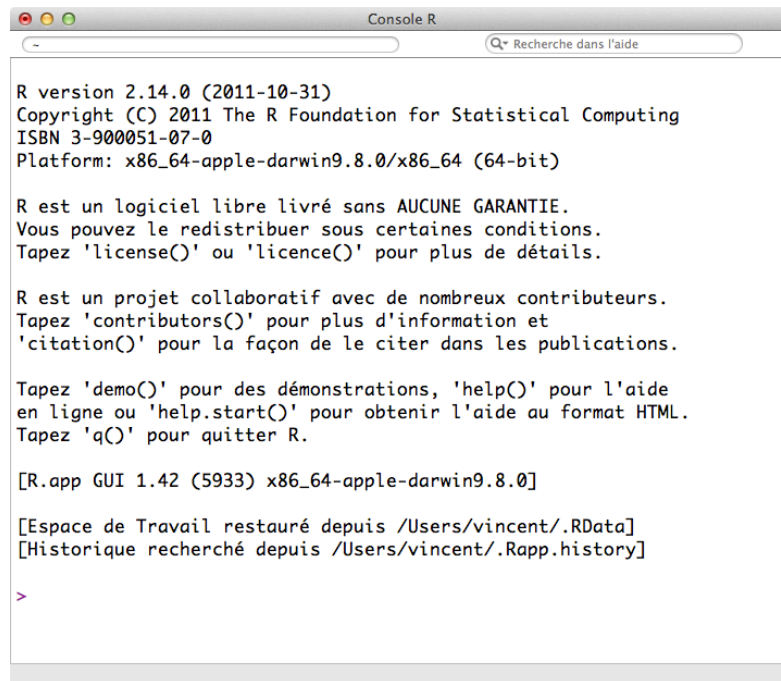 Console R
~
Recherche dans l'aide
R version 2.14.0 (2011-10-31)
Copyright (C) 2011 The R Foundation for Statistical Computing
ISBN 3-900051-07-0
Platform: x86_64-apple-darwin9.8.0/x86_64 (64-bit)
R est un logiciel libre livré sans AUCUNE GARANTIE.
Vous pouvez le redistribuer sous certaines conditions.
Tapez 'license()' ou 'licence()' pour plus de détails.
R est un projet collaboratif avec de nombreux contributeurs.
Tapez 'contributors()' pour plus d'information et
'citation()' pour la façon de le citer dans les publications.
Tapez 'demo()' pour des démonstrations, 'help()' pour l'aide
en ligne ou 'help.start()' pour obtenir l'aide au format HTML.
Tapez 'q()' pour quitter R.
[R.app GUI 1.42 (5933) x86_64-apple-darwin9.8.0]
[Espace de Travail restauré depuis /Users/vincent/.RData]
[Historique recherché depuis /Users/vincent/.Rapp.history]
>